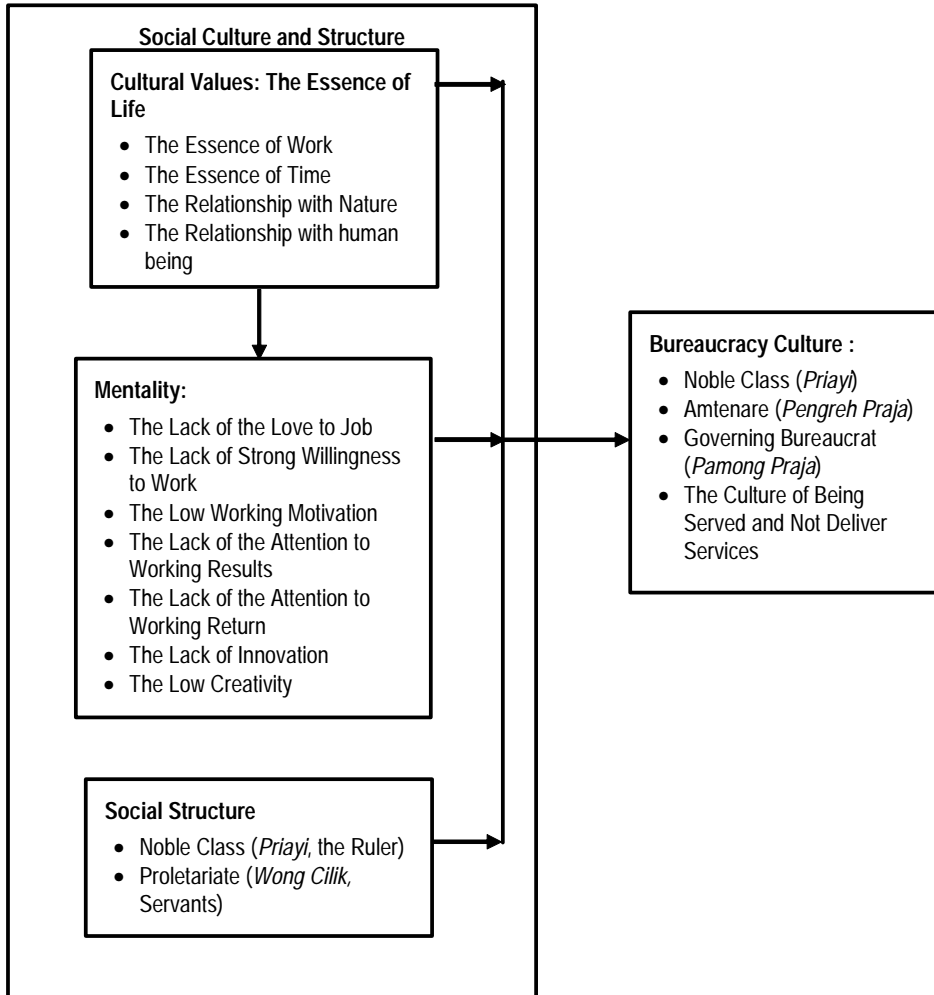 Social Culture and Structure
Cultural Values: The Essence of
Life
• The Essence of Work
• The Essence of Time
• The Relationship with Nature
• The Relationship with human
being
Mentality:
• The Lack of the Love to Job
• The Lack of Strong Willingness
to Work
• The Low Working Motivation
• The Lack of the Attention to
Working Results
• The Lack of the Attention to
Working Return
• The Lack of Innovation
• The Low Creativity
Social Structure
• Noble Class (Priayi, the Ruler)
• Proletariate (Wong Cilik,
Servants)
Bureaucracy Culture :
• Noble Class (Priayi)
• Amtenare (Pengreh Praja)
• Governing Bureaucrat
(Pamong Praja)
• The Culture of Being
Served and Not Deliver
Services